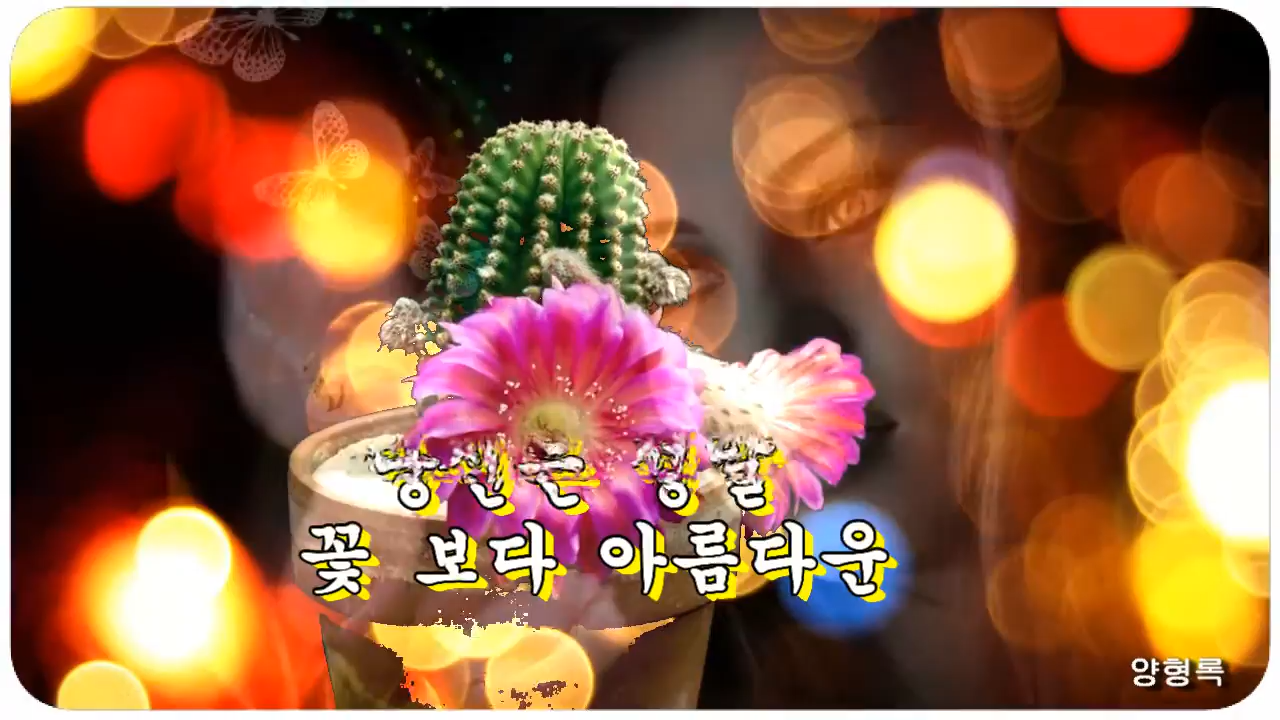 당신은 정말
꽃 보다 아름다운
양형록